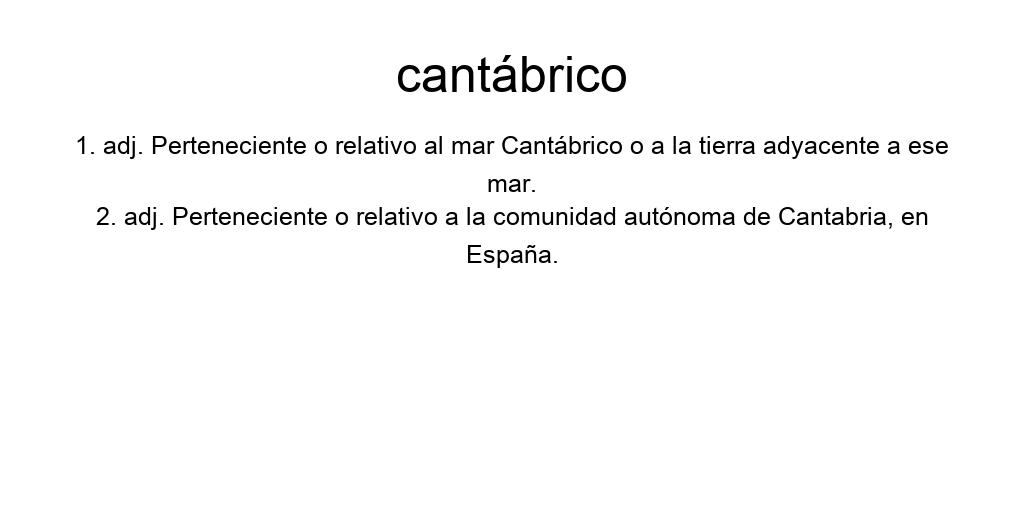 cantábrico
1. adj. Perteneciente o relativo al mar Cantábrico o a la tierra adyacente a ese
mar.
2. adj. Perteneciente o relativo a la comunidad autónoma de Cantabria, en
España.